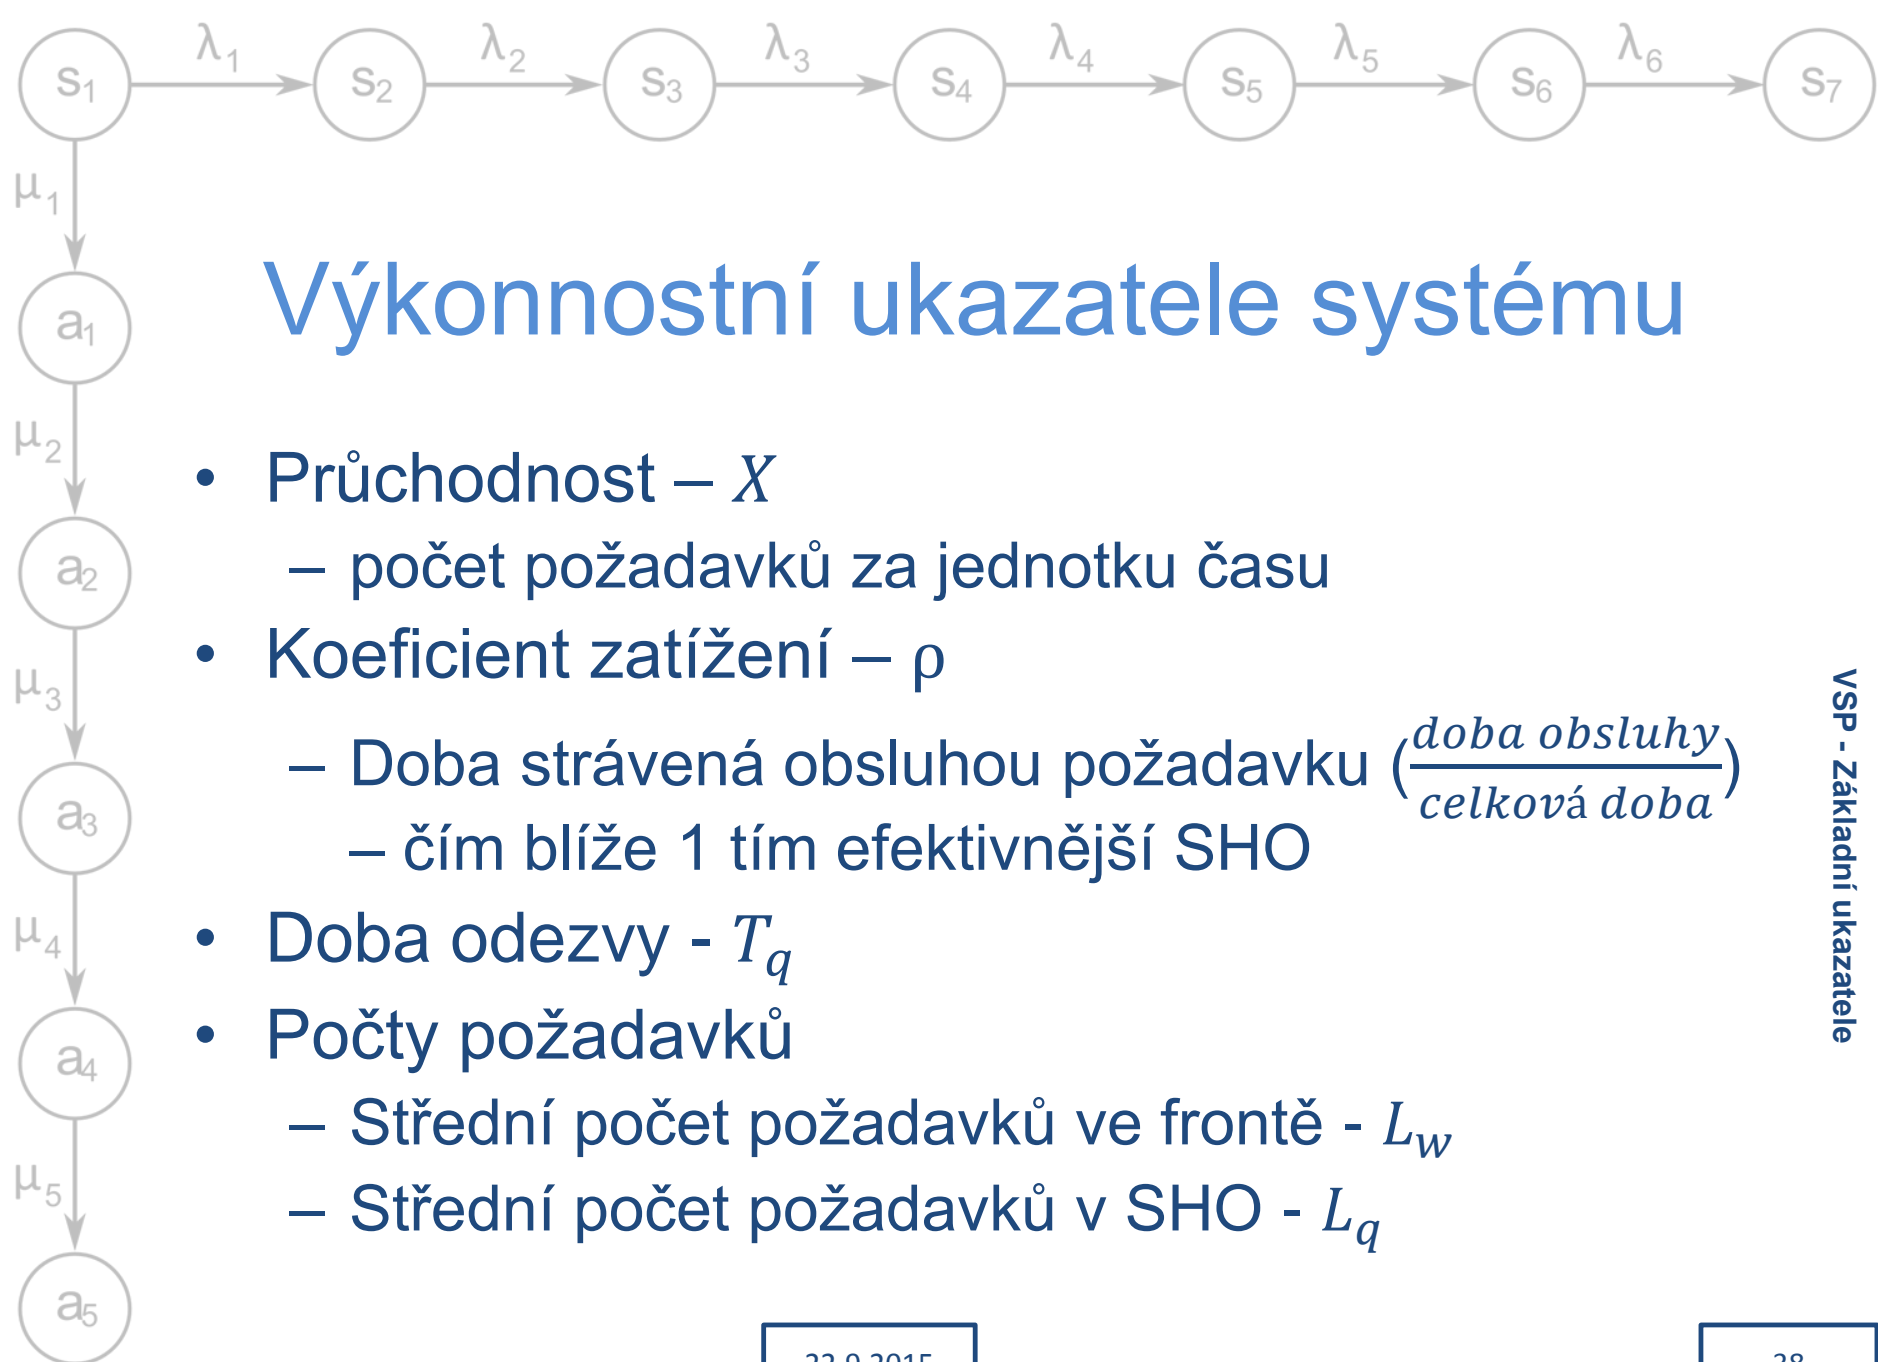 s1 λ1 s2 λ2 s3 λ3 s4 λ4 s5 λ5 s6 λ6 s7
μ1
a1
μ2
a2
μ3
a3
μ4
a4
μ5
a5
Výkonnostní ukazatele systému
• Průchodnost – X
– počet požadavků za jednotku času
• Koeficient zatížení – ρ
– Doba strávená obsluhou požadavku (doba obsluhy / celková doba)
– čím blíže 1 tím efektivnější SHO
• Doba odezvy - Tq
• Počty požadavků
– Střední počet požadavků ve frontě - Lw
– Střední počet požadavků v SHO - Lq
VSP - Základní ukazatele